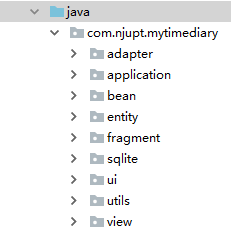 java
com.njupt.mytimediary
adapter
application
bean
entity
fragment
sqlite
ui
utils
view